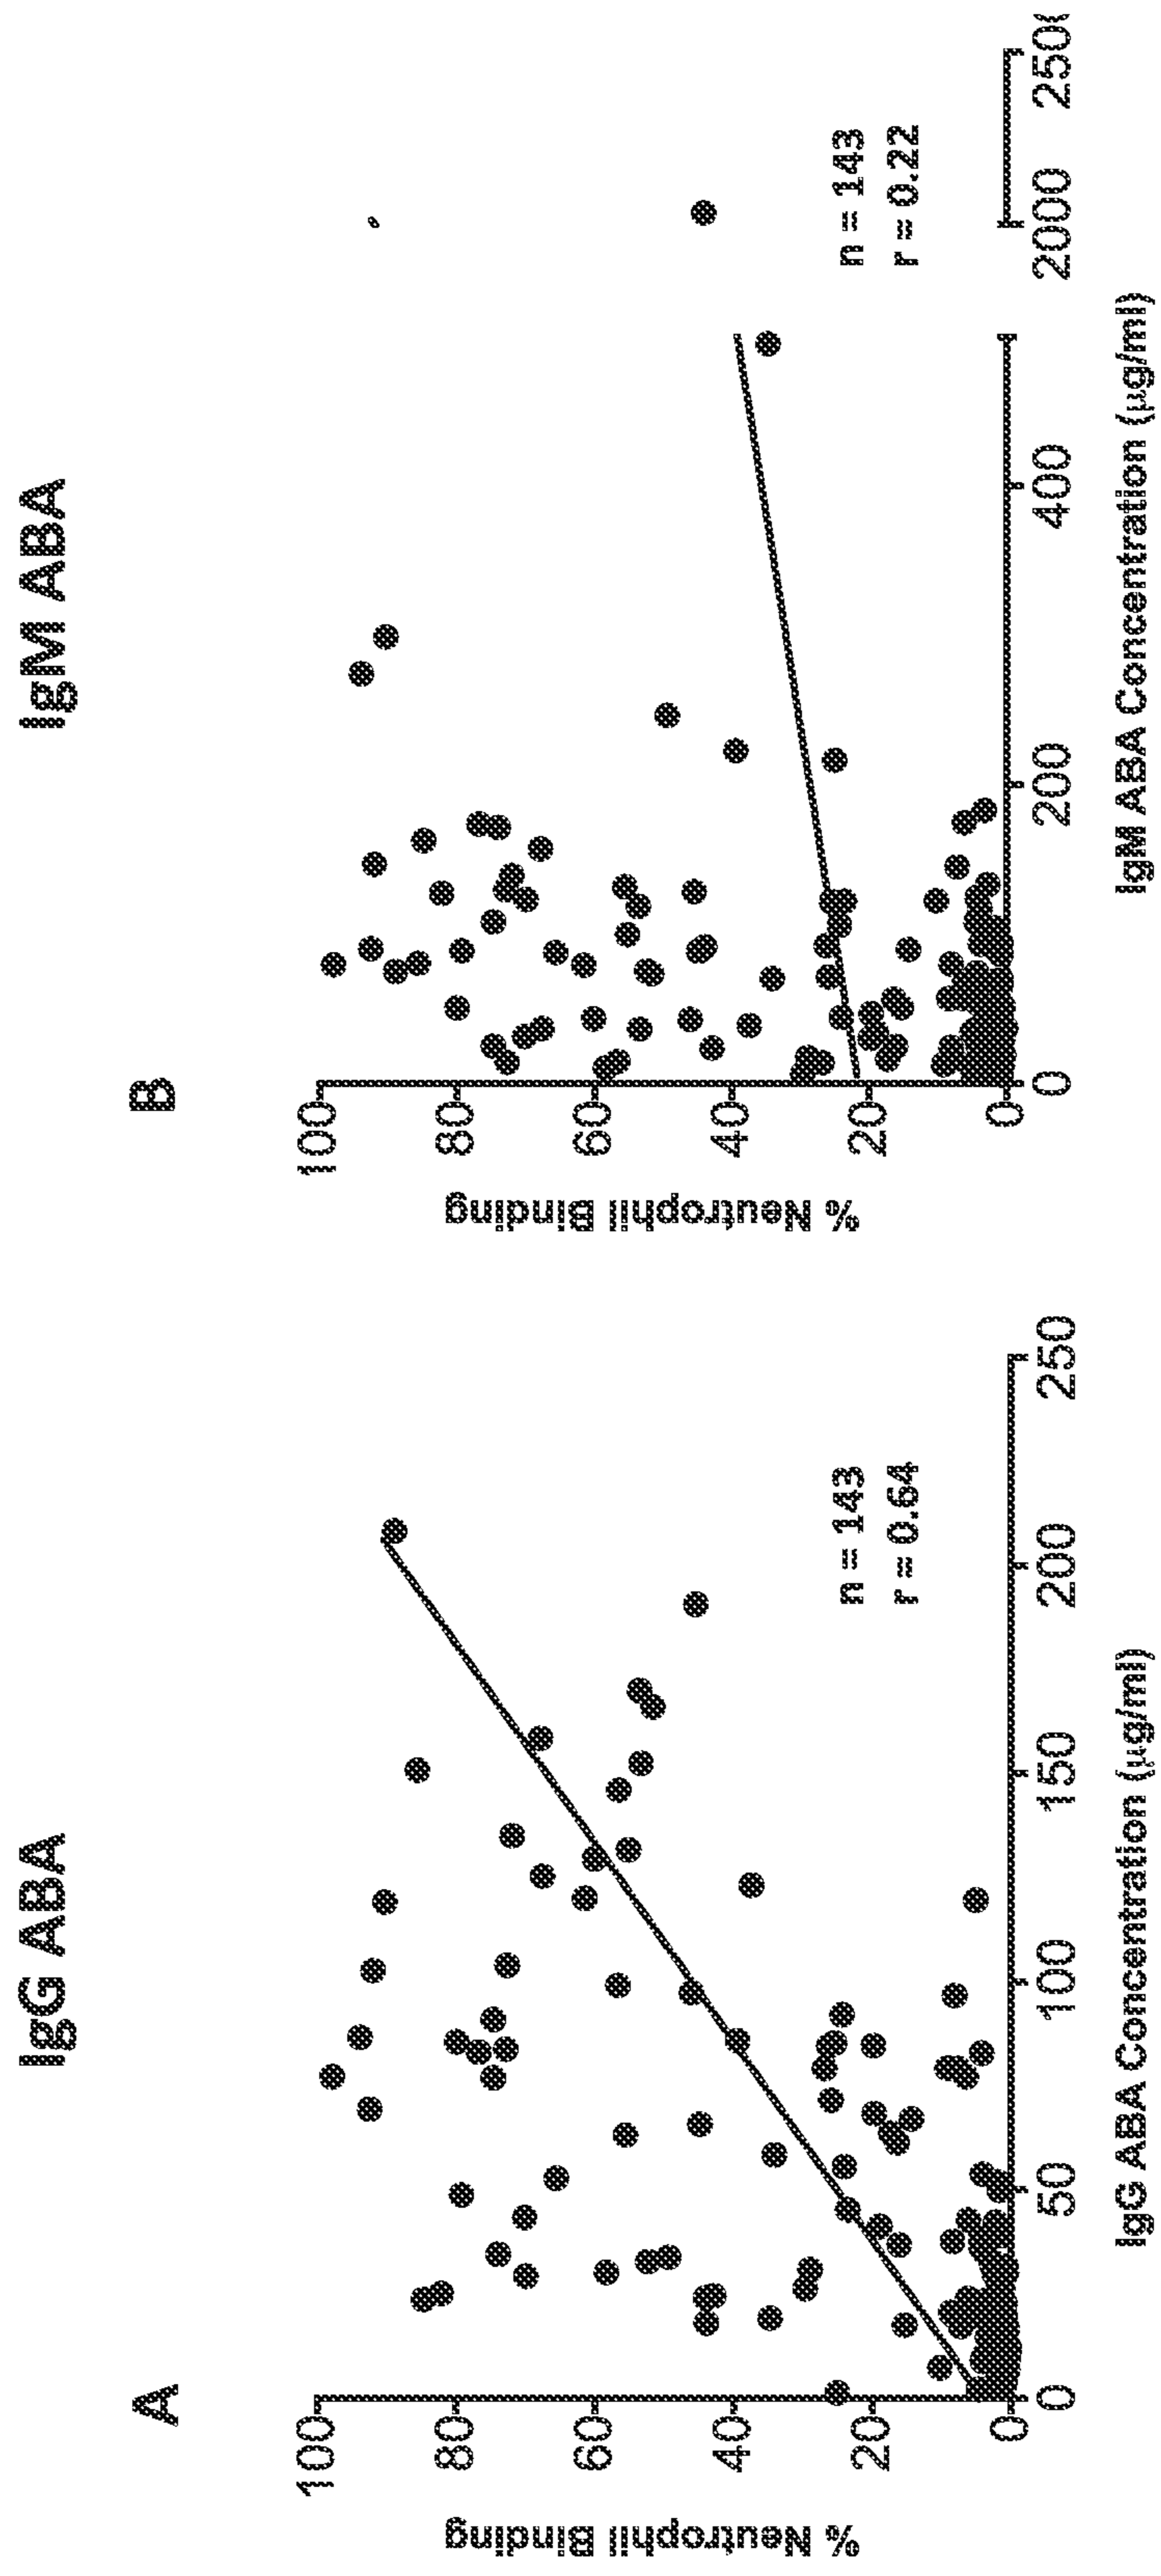 A
IgG ABA
% Neutrophil Binding
100
80
60
40
20
0
0
50
100
150
200
250
n = 143
r = 0.64
IgG ABA Concentration (µg/ml)
B
IgM ABA
% Neutrophil Binding
100
80
60
40
20
0
0
200
400
2000
n = 143
r = 0.22
IgM ABA Concentration (µg/ml)